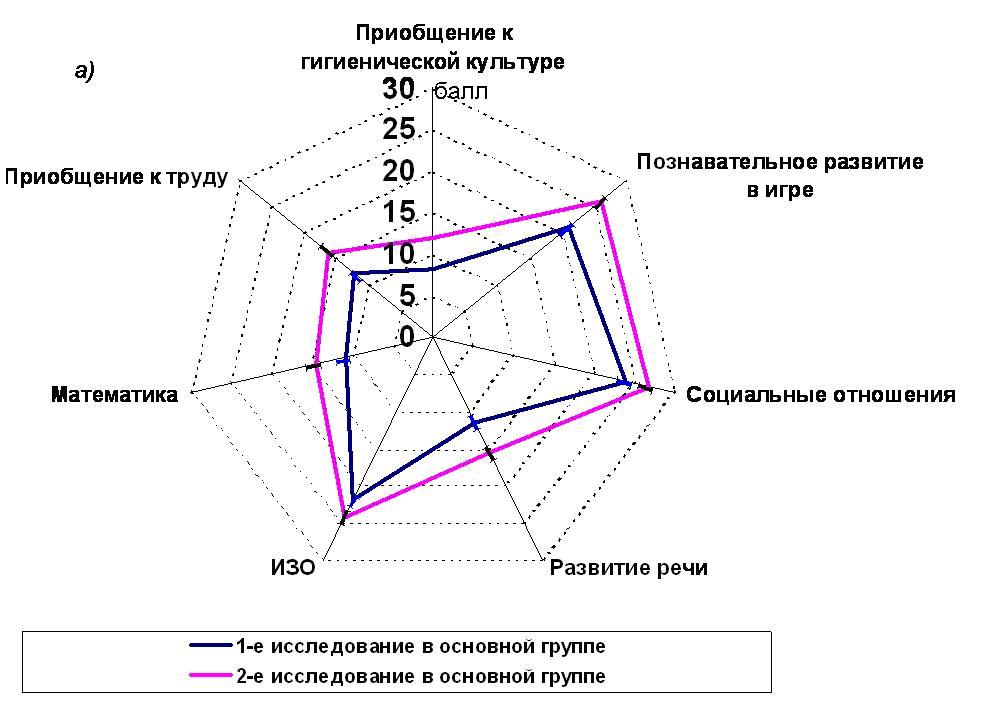 Приобщение к
гигиенической культуре
а)
балл
30
25
20
15
10
5
0
Познавательное развитие
в игре
Приобщение к труду
Математика
Социальные отношения
ИЗО
Развитие речи
1-е исследование в основной группе
2-е исследование в основной группе